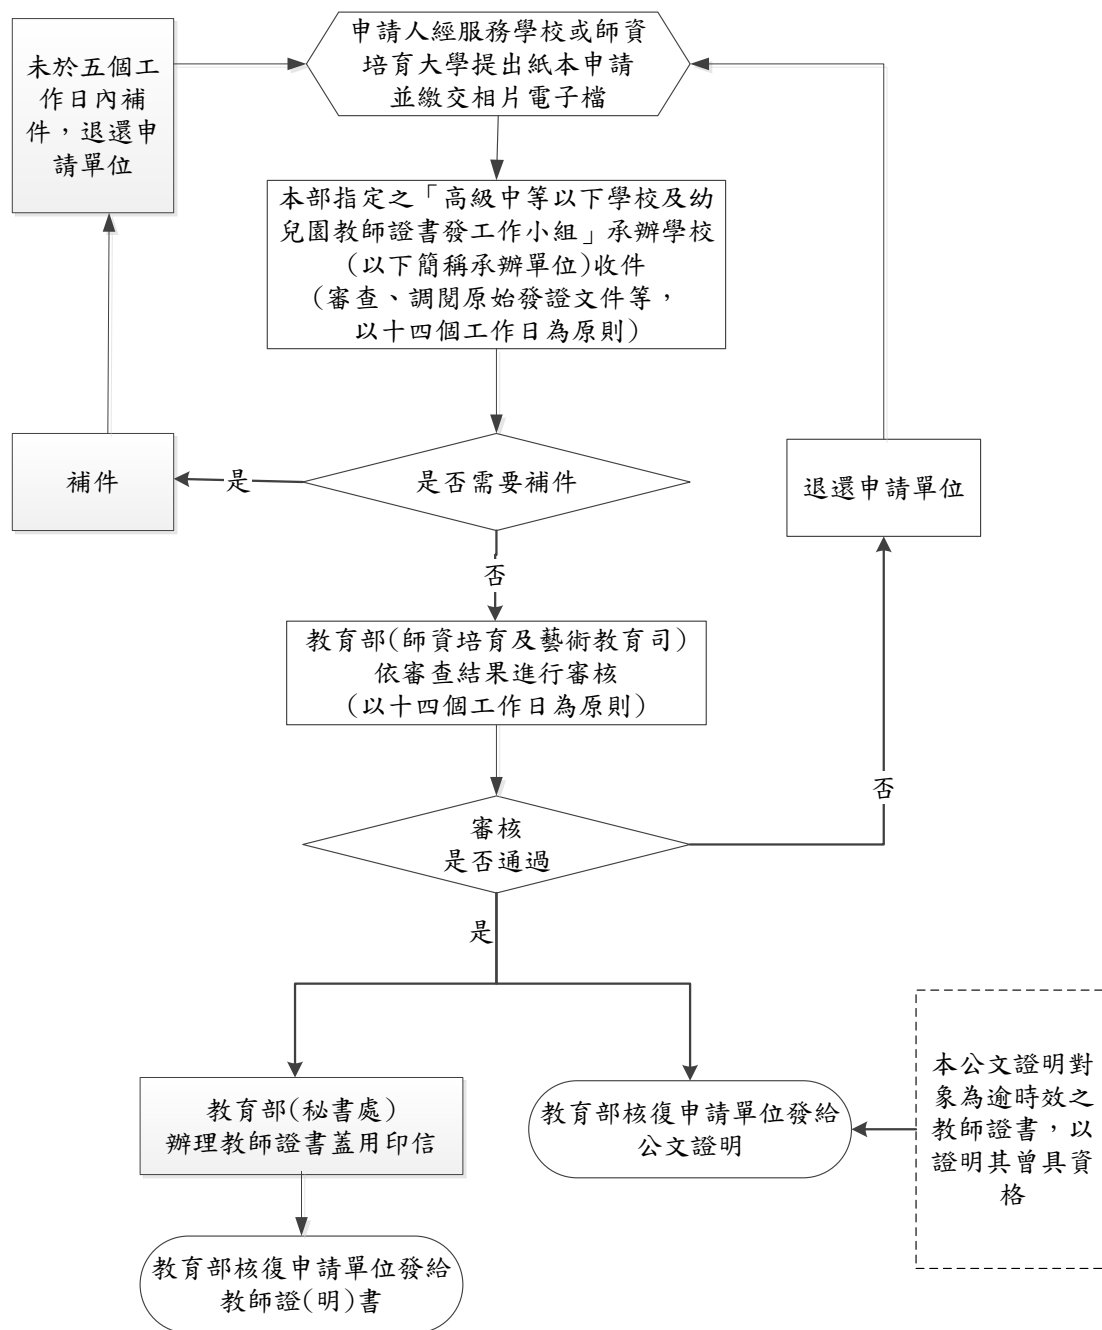 申請人經服務學校或師資
培育大學提出紙本申請
並繳交相片電子檔
未於五個工
作日內補
件，退還申
請單位
本部指定之「高級中等以下學校及幼
兒園教師證書發工作小組」承辦學校
(以下簡稱承辦單位)收件
(審查、調閱原始發證文件等，
以十四個工作日為原則)
補件
是
是否需要補件
退還申請單位
否
教育部(師資培育及藝術教育司)
依審查結果進行審核
(以十四個工作日為原則)
否
審核
是否通過
是
教育部(秘書處)
辦理教師證書蓋用印信
教育部核復申請單位發給
公文證明
本公文證明對
象為逾時效之
教師證書，以
證明其曾具資
格
教育部核復申請單位發給
教師證(明)書